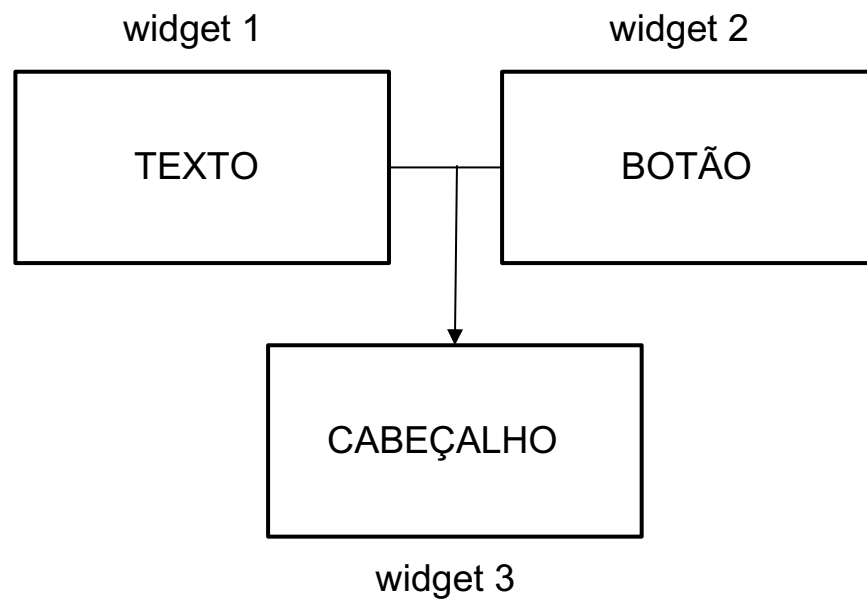 widget 1
widget 2
TEXTO
BOTÃO
CABEÇALHO
widget 3